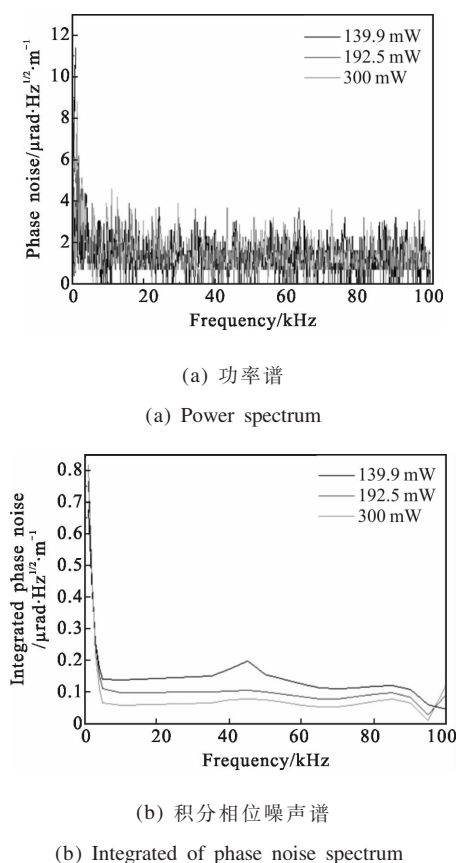 12
10
8
6
4
2
0
Phase noise/μrad·Hz^{1/2}·m^{-1}
139.9 mW
192.5 mW
300 mW
0 20 40 60 80 100
Frequency/kHz
(a) 功率谱
(a) Power spectrum
0.8
0.7
0.6
0.5
0.4
0.3
0.2
0.1
0
Integrated phase noise
/μrad·Hz^{1/2}·m^{-1}
139.9 mW
192.5 mW
300 mW
0 20 40 60 80 100
Frequency/kHz
(b) 积分相位噪声谱
(b) Integrated of phase noise spectrum